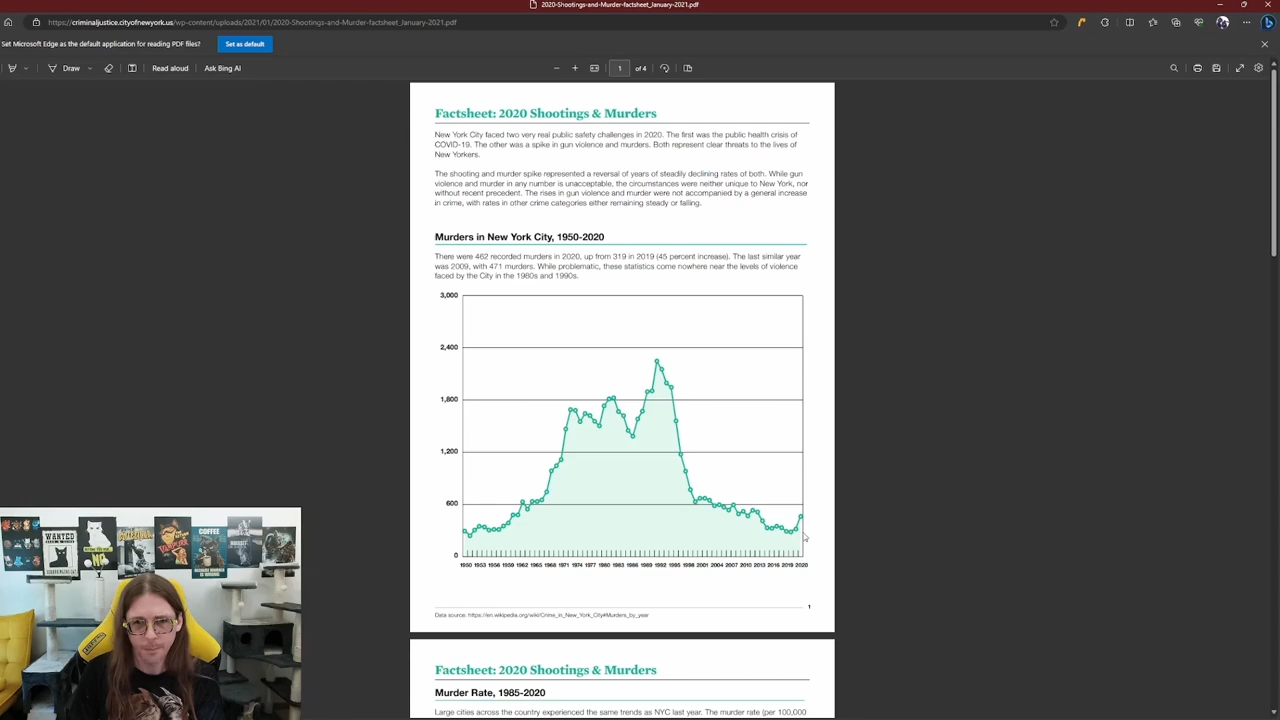 2020-Shootings-and-Murder-factsheet_January-2021.pdf
https://criminaljustice.cityofnewyork.us/wp-content/uploads/2021/01/2020-Shootings-and-Murder-factsheet_January-2021.pdf
Set Microsoft Edge as the default application for reading PDF files? Set as default
Draw Read aloud Ask Bing AI 1 of 4
Factsheet: 2020 Shootings & Murders
New York City faced two very real public safety challenges in 2020. The first was the public health crisis of
COVID-19. The other was a spike in gun violence and murders. Both represent clear threats to the lives of
New Yorkers.
The shooting and murder spike represented a reversal of years of steadily declining rates of both. While gun
violence and murder in any number is unacceptable, the circumstances were neither unique to New York, nor
without recent precedent. The rises in gun violence and murder were not accompanied by a general increase
in crime, with rates in other crime categories either remaining steady or falling.
Murders in New York City, 1950-2020
There were 462 recorded murders in 2020, up from 319 in 2019 (45 percent increase). The last similar year
was 2009, with 471 murders. While problematic, these statistics come nowhere near the levels of violence
faced by the City in the 1980s and 1990s.
3,000
2,400
1,800
1,200
600
0
1950 1953 1956 1959 1962 1965 1968 1971 1974 1977 1980 1983 1986 1989 1992 1995 1998 2001 2004 2007 2010 2013 2016 2019 2020
1
Data source: https://en.wikipedia.org/wiki/Crime_in_New_York_City#Murders_by_year
WANTED
COFFEE
Factsheet: 2020 Shootings & Murders
Murder Rate, 1985-2020
Large cities across the country experienced the same trends as NYC last year. The murder rate (per 100,000